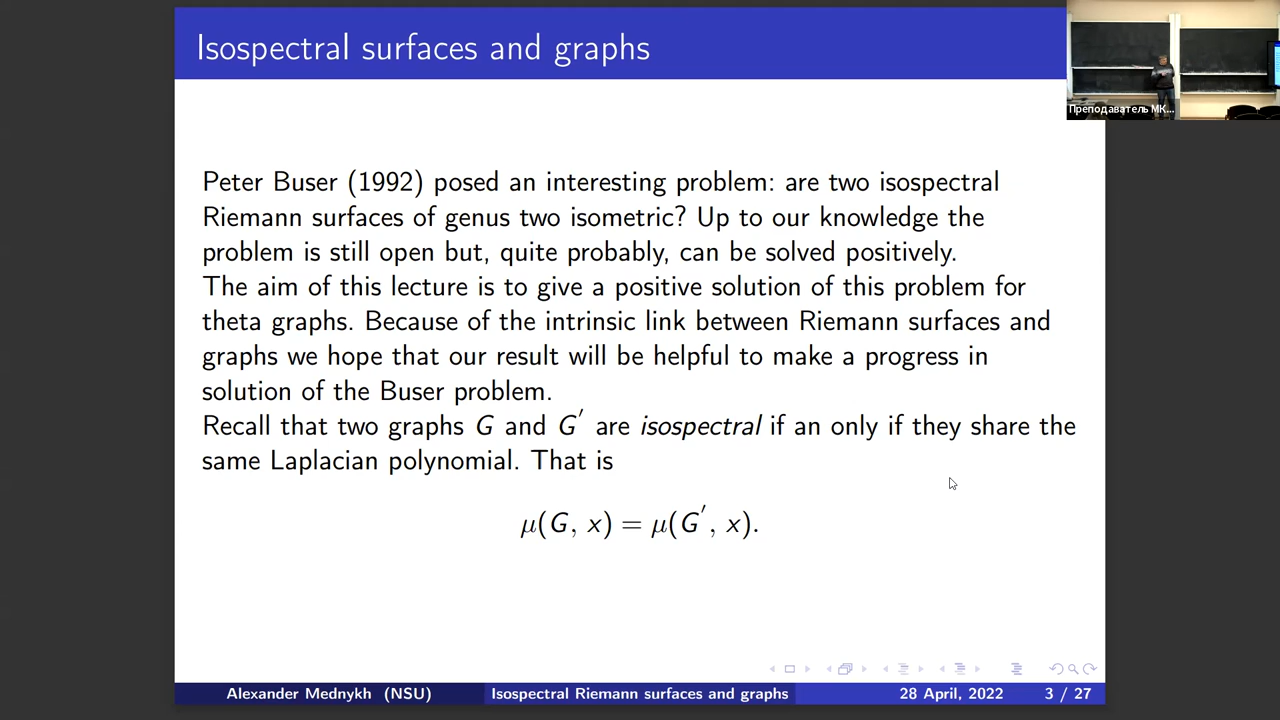 Isospectral surfaces and graphs
Преподаватель МК...
Peter Buser (1992) posed an interesting problem: are two isospectral
Riemann surfaces of genus two isometric? Up to our knowledge the
problem is still open but, quite probably, can be solved positively.
The aim of this lecture is to give a positive solution of this problem for
theta graphs. Because of the intrinsic link between Riemann surfaces and
graphs we hope that our result will be helpful to make a progress in
solution of the Buser problem.
Recall that two graphs G and G′ are isospectral if an only if they share the
same Laplacian polynomial. That is
μ(G, x) = μ(G′, x).
Alexander Mednykh (NSU) Isospectral Riemann surfaces and graphs 28 April, 2022 3 / 27